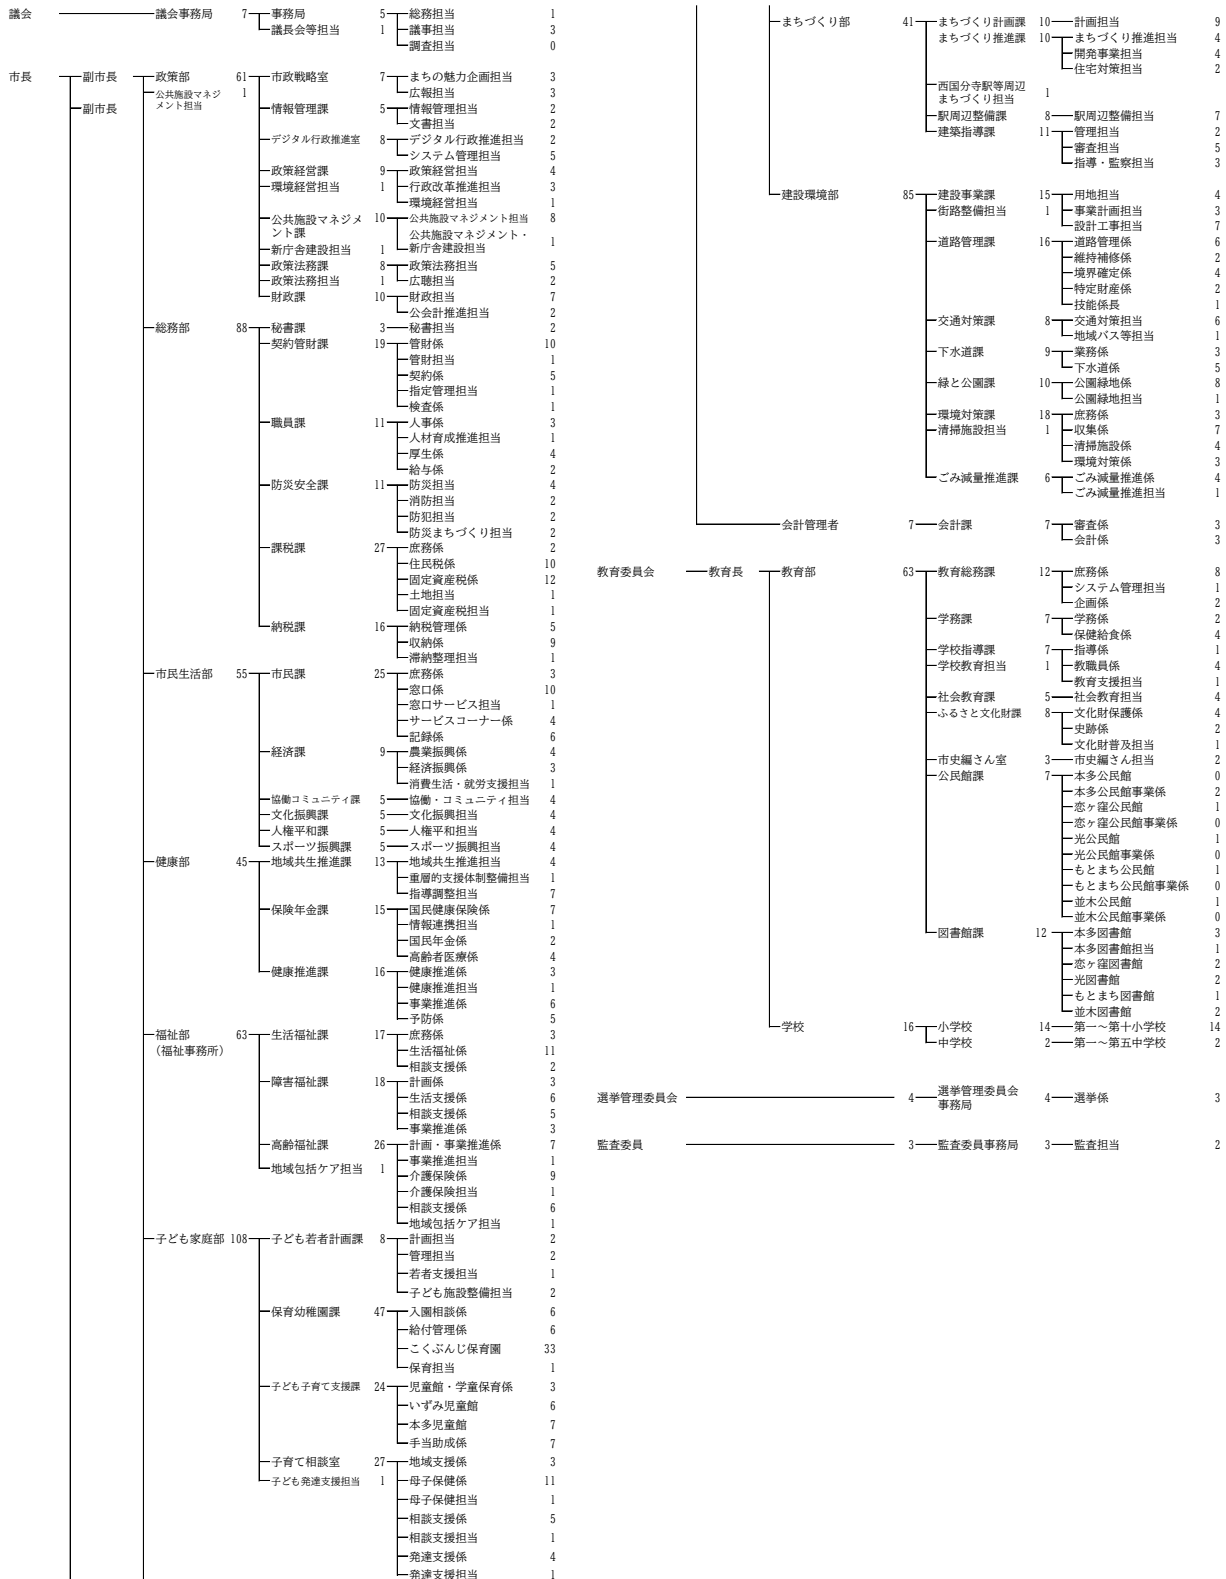 議会 議会事務局 7 事務局 5 総務担当 1
議長会等担当 1 議事担当 3
調査担当 0
市長 副市長 政策部 61 市政戦略室 7 まちの魅力企画担当 3
公共施設マネジメント担当 1 広報担当 3
副市長 情報管理課 5 情報管理担当 2
文書担当 2
デジタル行政推進室 8 デジタル行政推進担当 2
システム管理担当 5
政策経営課 9 政策経営担当 4
環境経営担当 1 行政改革推進担当 3
環境経営担当 1
公共施設マネジメント課 10 公共施設マネジメント担当 8
公共施設マネジメント・新庁舎建設担当 1
新庁舎建設担当 1
政策法務課 8 政策法務担当 5
政策法務担当 1 広聴担当 2
財政課 10 財政担当 7
公会計推進担当 2
総務部 88 秘書課 3 秘書担当 2
契約管財課 19 管財係 10
管財担当 1
契約係 5
指定管理担当 1
検査係 1
職員課 11 人事係 3
人材育成推進担当 1
厚生係 4
給与係 2
防災安全課 11 防災担当 4
消防担当 2
防犯担当 2
防災まちづくり担当 2
課税課 27 庶務係 2
住民税係 10
固定資産税係 12
土地担当 1
固定資産税担当 1
納税課 16 納税管理係 5
収納係 9
滞納整理担当 1
市民生活部 55 市民課 25 庶務係 3
窓口係 10
窓口サービス担当 1
サービスコーナー係 4
記録係 6
経済課 9 農業振興係 4
経済振興係 3
消費生活・就労支援担当 1
協働コミュニティ課 5 協働・コミュニティ担当 4
文化振興課 5 文化振興担当 4
人権平和課 5 人権平和担当 4
スポーツ振興課 5 スポーツ振興担当 4
健康部 45 地域共生推進課 13 地域共生推進担当 4
重層的支援体制整備担当 1
指導調整担当 7
保険年金課 15 国民健康保険係 7
情報連携担当 1
国民年金係 2
高齢者医療係 4
健康推進課 16 健康推進係 3
健康推進担当 1
事業推進係 6
予防係 5
福祉部 63 生活福祉課 17 庶務係 3
（福祉事務所） 生活福祉係 11
相談支援係 2
障害福祉課 18 計画係 3
生活支援係 6
相談支援係 5
事業推進係 3
高齢福祉課 26 計画・事業推進係 7
事業推進担当 1
地域包括ケア担当 1 介護保険係 9
介護保険担当 1
相談支援係 6
地域包括ケア担当 1
子ども家庭部 108 子ども若者計画課 8 計画担当 2
管理担当 2
若者支援担当 1
子ども施設整備担当 2
保育幼稚園課 47 入園相談係 6
給付管理係 6
こくぶんじ保育園 33
保育担当 1
子ども子育て支援課 24 児童館・学童保育係 3
いずみ児童館 6
本多児童館 7
手当助成係 7
子育て相談室 27 地域支援係 3
子ども発達支援担当 1 母子保健係 11
母子保健担当 1
相談支援係 5
相談支援担当 1
発達支援係 4
発達支援担当 1
まちづくり部 41 まちづくり計画課 10 計画担当 9
まちづくり推進課 10 まちづくり推進担当 4
開発事業担当 4
住宅対策担当 2
西国分寺駅等周辺まちづくり担当 1
駅周辺整備課 8 駅周辺整備担当 7
建築指導課 11 管理担当 2
審査担当 5
指導・監察担当 3
建設環境部 85 建設事業課 15 用地担当 4
街路整備担当 1 事業計画担当 3
設計工事担当 7
道路管理課 16 道路管理係 6
維持補修係 2
境界確定係 4
特定財産係 2
技能係長 1
交通対策課 8 交通対策担当 6
地域バス等担当 1
下水道課 9 業務係 3
下水道係 5
緑と公園課 10 公園緑地係 8
公園緑地担当 1
環境対策課 18 庶務係 3
清掃施設担当 1 収集係 7
清掃施設係 4
環境対策係 3
ごみ減量推進課 6 ごみ減量推進係 4
ごみ減量推進担当 1
会計管理者 7 会計課 7 審査係 3
会計係 3
教育委員会 教育長 教育部 63 教育総務課 12 庶務係 8
システム管理担当 1
企画係 2
学務課 7 学務係 2
保健給食係 4
学校指導課 7 指導係 1
学校教育担当 1 教職員係 4
教育支援担当 1
社会教育課 5 社会教育担当 4
ふるさと文化財課 8 文化財保護係 4
史跡係 2
文化財普及担当 1
市史編さん室 3 市史編さん担当 2
公民館課 7 本多公民館 0
本多公民館事業係 2
恋ヶ窪公民館 1
恋ヶ窪公民館事業係 0
光公民館 1
光公民館事業係 0
もとまち公民館 1
もとまち公民館事業係 0
並木公民館 1
並木公民館事業係 0
図書館課 12 本多図書館 3
本多図書館担当 1
恋ヶ窪図書館 2
光図書館 2
もとまち図書館 1
並木図書館 2
学校 16 小学校 14 第一～第十小学校 14
中学校 2 第一～第五中学校 2
選挙管理委員会 4 選挙管理委員会事務局 4 選挙係 3
監査委員 3 監査委員事務局 3 監査担当 2